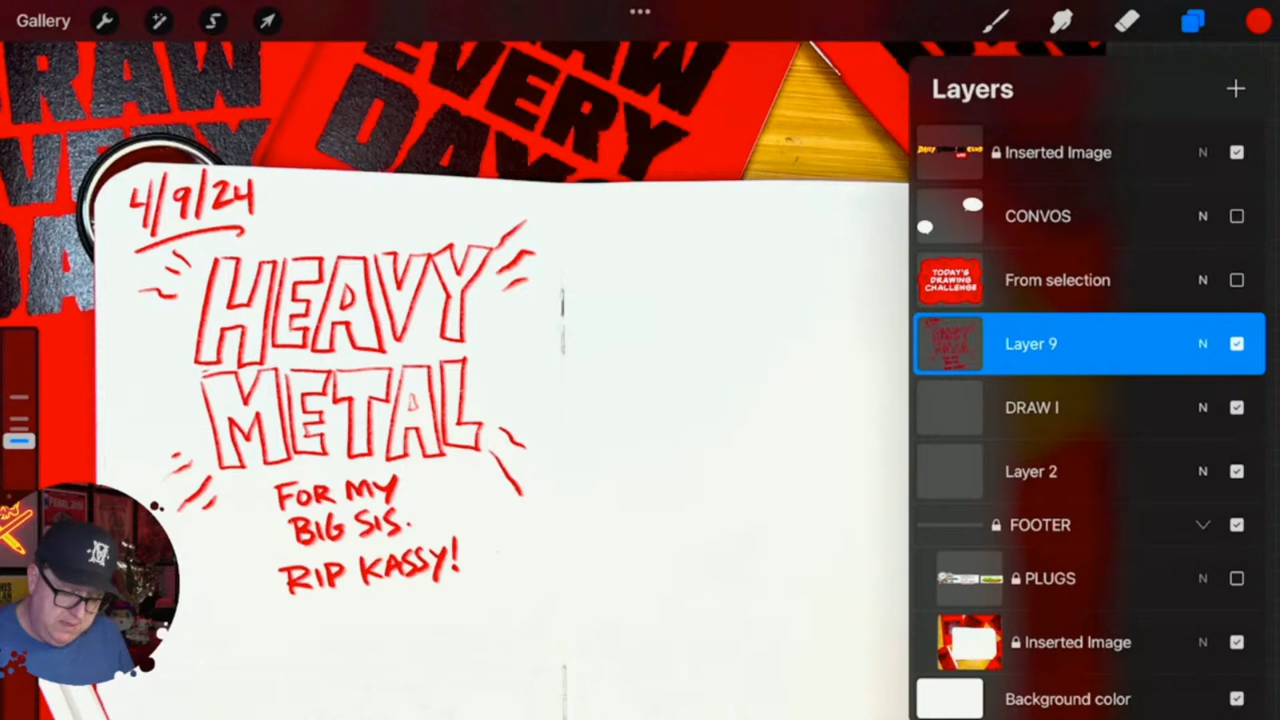 Gallery
Layers
Inserted Image N
CONVOS N
TODAY'S
DRAWING
CHALLENGE
From selection N
Layer 9 N
DRAW I N
Layer 2 N
FOOTER
PLUGS N
Inserted Image N
Background color
DRAW
EVERY
DAY
4/9/24
HEAVY
METAL
FOR MY
BIG SIS.
RIP KASSY!